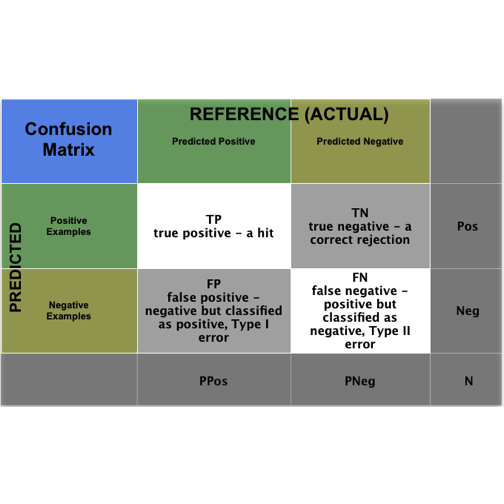 REFERENCE (ACTUAL)
Confusion
Matrix
Predicted Positive
Predicted Negative
PREDICTED
Positive
Examples
TP
true positive – a hit
TN
true negative – a
correct rejection
Pos
Negative
Examples
FP
false positive –
negative but classified
as positive, Type I
error
FN
false negative –
positive but
classified as
negative, Type II
error
Neg
PPos
PNeg
N